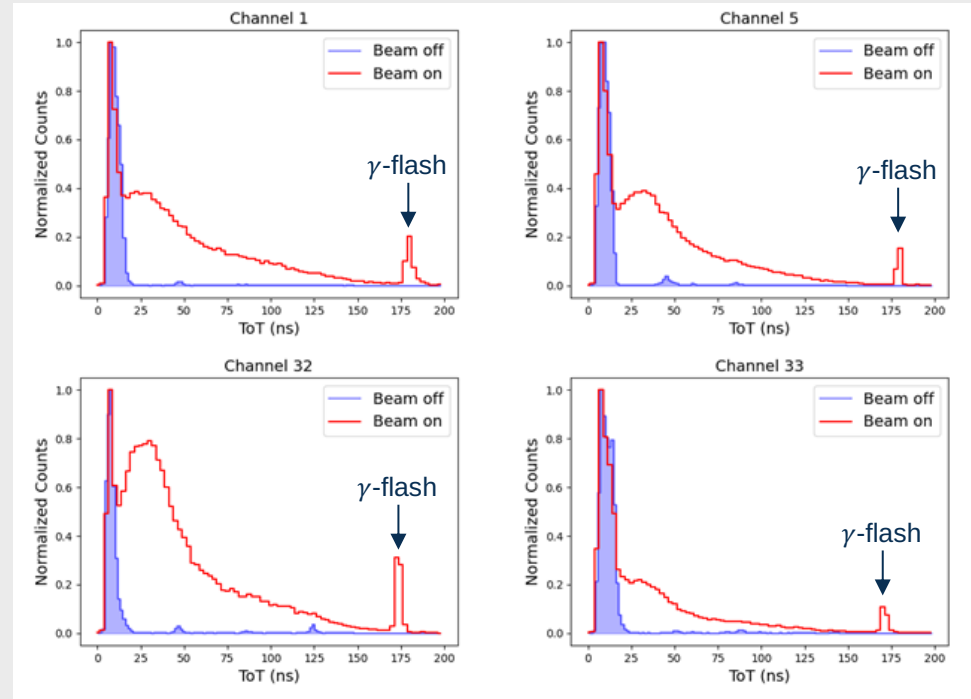 Channel 1
1.0
0.8
0.6
0.4
0.2
0.0
Normalized Counts
Beam off
Beam on
γ-flash
0 25 50 75 100 125 150 175 200
ToT (ns)
Channel 5
1.0
0.8
0.6
0.4
0.2
0.0
Normalized Counts
Beam off
Beam on
γ-flash
0 25 50 75 100 125 150 175 200
ToT (ns)
Channel 32
1.0
0.8
0.6
0.4
0.2
0.0
Normalized Counts
Beam off
Beam on
γ-flash
0 25 50 75 100 125 150 175 200
ToT (ns)
Channel 33
1.0
0.8
0.6
0.4
0.2
0.0
Normalized Counts
Beam off
Beam on
γ-flash
0 25 50 75 100 125 150 175 200
ToT (ns)